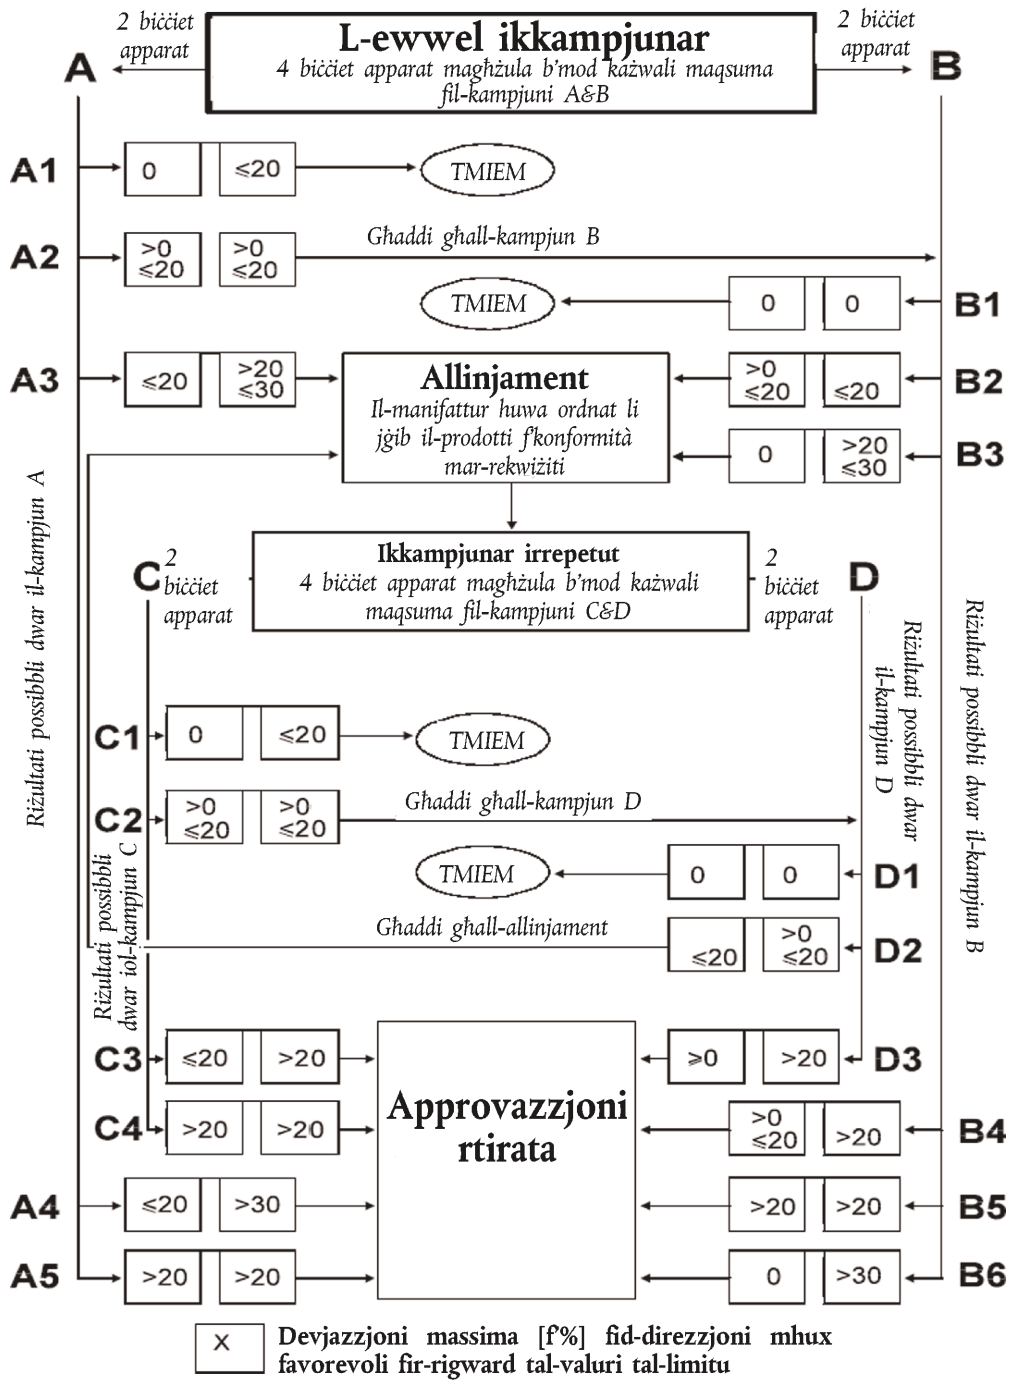 2 biċċiet
apparat
L-ewwel ikkampjunar
4 biċċiet apparat magħżula b'mod każwali maqsuma
fil-kampjuni A&B
2 biċċiet
apparat
A
B
A1
0
≤20
TMIEM
A2
>0
≤20
>0
≤20
Għaddi għall-kampjun B
TMIEM
0
0
B1
A3
≤20
>20
≤30
Allinjament
Il-manifattur huwa ordnat li
jġib il-prodotti f'konformità
mar-rekwiżiti
>0
≤20
≤20
B2
0
>20
≤30
B3
Riżultati possibbli dwar il-kampjun A
C
2
biċċiet
apparat
Ikkampjunar irrepetut
4 biċċiet apparat magħżula b'mod każwali
maqsuma fil-kampjuni C&D
2
biċċiet
apparat
D
Riżultati possibbli dwar
il-kampjun D
Riżultati possibbli dwar il-kampjun B
C1
0
≤20
TMIEM
C2
>0
≤20
>0
≤20
Għaddi għall-kampjun D
Riżultati possibbli
dwar iol-kampjun C
TMIEM
0
0
D1
Għaddi għall-allinjament
≤20
>0
≤20
D2
C3
≤20
>20
Approvazzjoni
rtirata
≥0
>20
D3
C4
>20
>20
>0
≤20
>20
B4
A4
≤20
>30
>20
>20
B5
A5
>20
>20
0
>30
B6
X
Devjazzjoni massima [f'%] fid-direzzjoni mhux
favorevoli fir-rigward tal-valuri tal-limitu